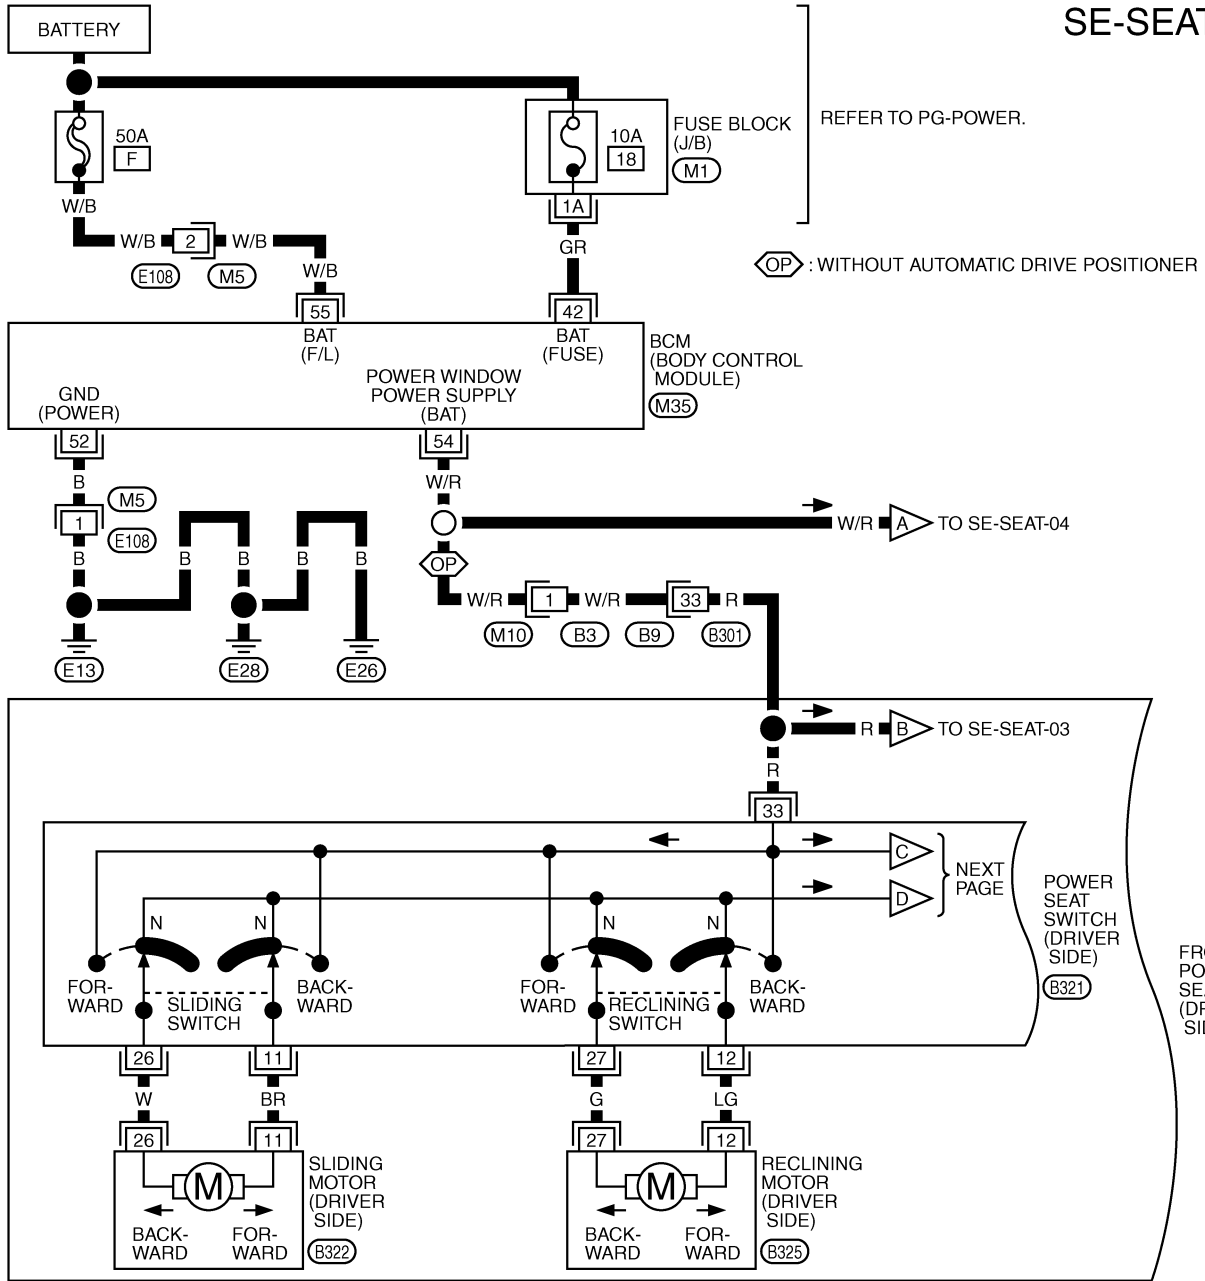 SE-SEAT
BATTERY
50A
F
10A
18
FUSE BLOCK
(J/B)
M1
REFER TO PG-POWER.
W/B
1A
W/B
2
W/B
GR
E108
M5
W/B
OP : WITHOUT AUTOMATIC DRIVE POSITIONER
55
42
BAT
(F/L)
BAT
(FUSE)
BCM
(BODY CONTROL
MODULE)
M35
POWER WINDOW
POWER SUPPLY
(BAT)
GND
(POWER)
52
54
B
W/R
M5
1
E108
W/R
A
TO SE-SEAT-04
B
B
B
B
B
OP
W/R
1
W/R
33
R
M10
B3
B9
B301
E13
E28
E26
R
B
TO SE-SEAT-03
R
33
C
D
NEXT
PAGE
POWER
SEAT
SWITCH
(DRIVER
SIDE)
B321
N
N
N
N
FOR-
WARD
SLIDING
SWITCH
BACK-
WARD
FOR-
WARD
RECLINING
SWITCH
BACK-
WARD
FR
PO
SE
(DR
SI
26
11
27
12
W
BR
G
LG
26
11
27
12
M
SLIDING
MOTOR
(DRIVER
SIDE)
B322
BACK-
WARD
FOR-
WARD
M
RECLINING
MOTOR
(DRIVER
SIDE)
B325
BACK-
WARD
FOR-
WARD